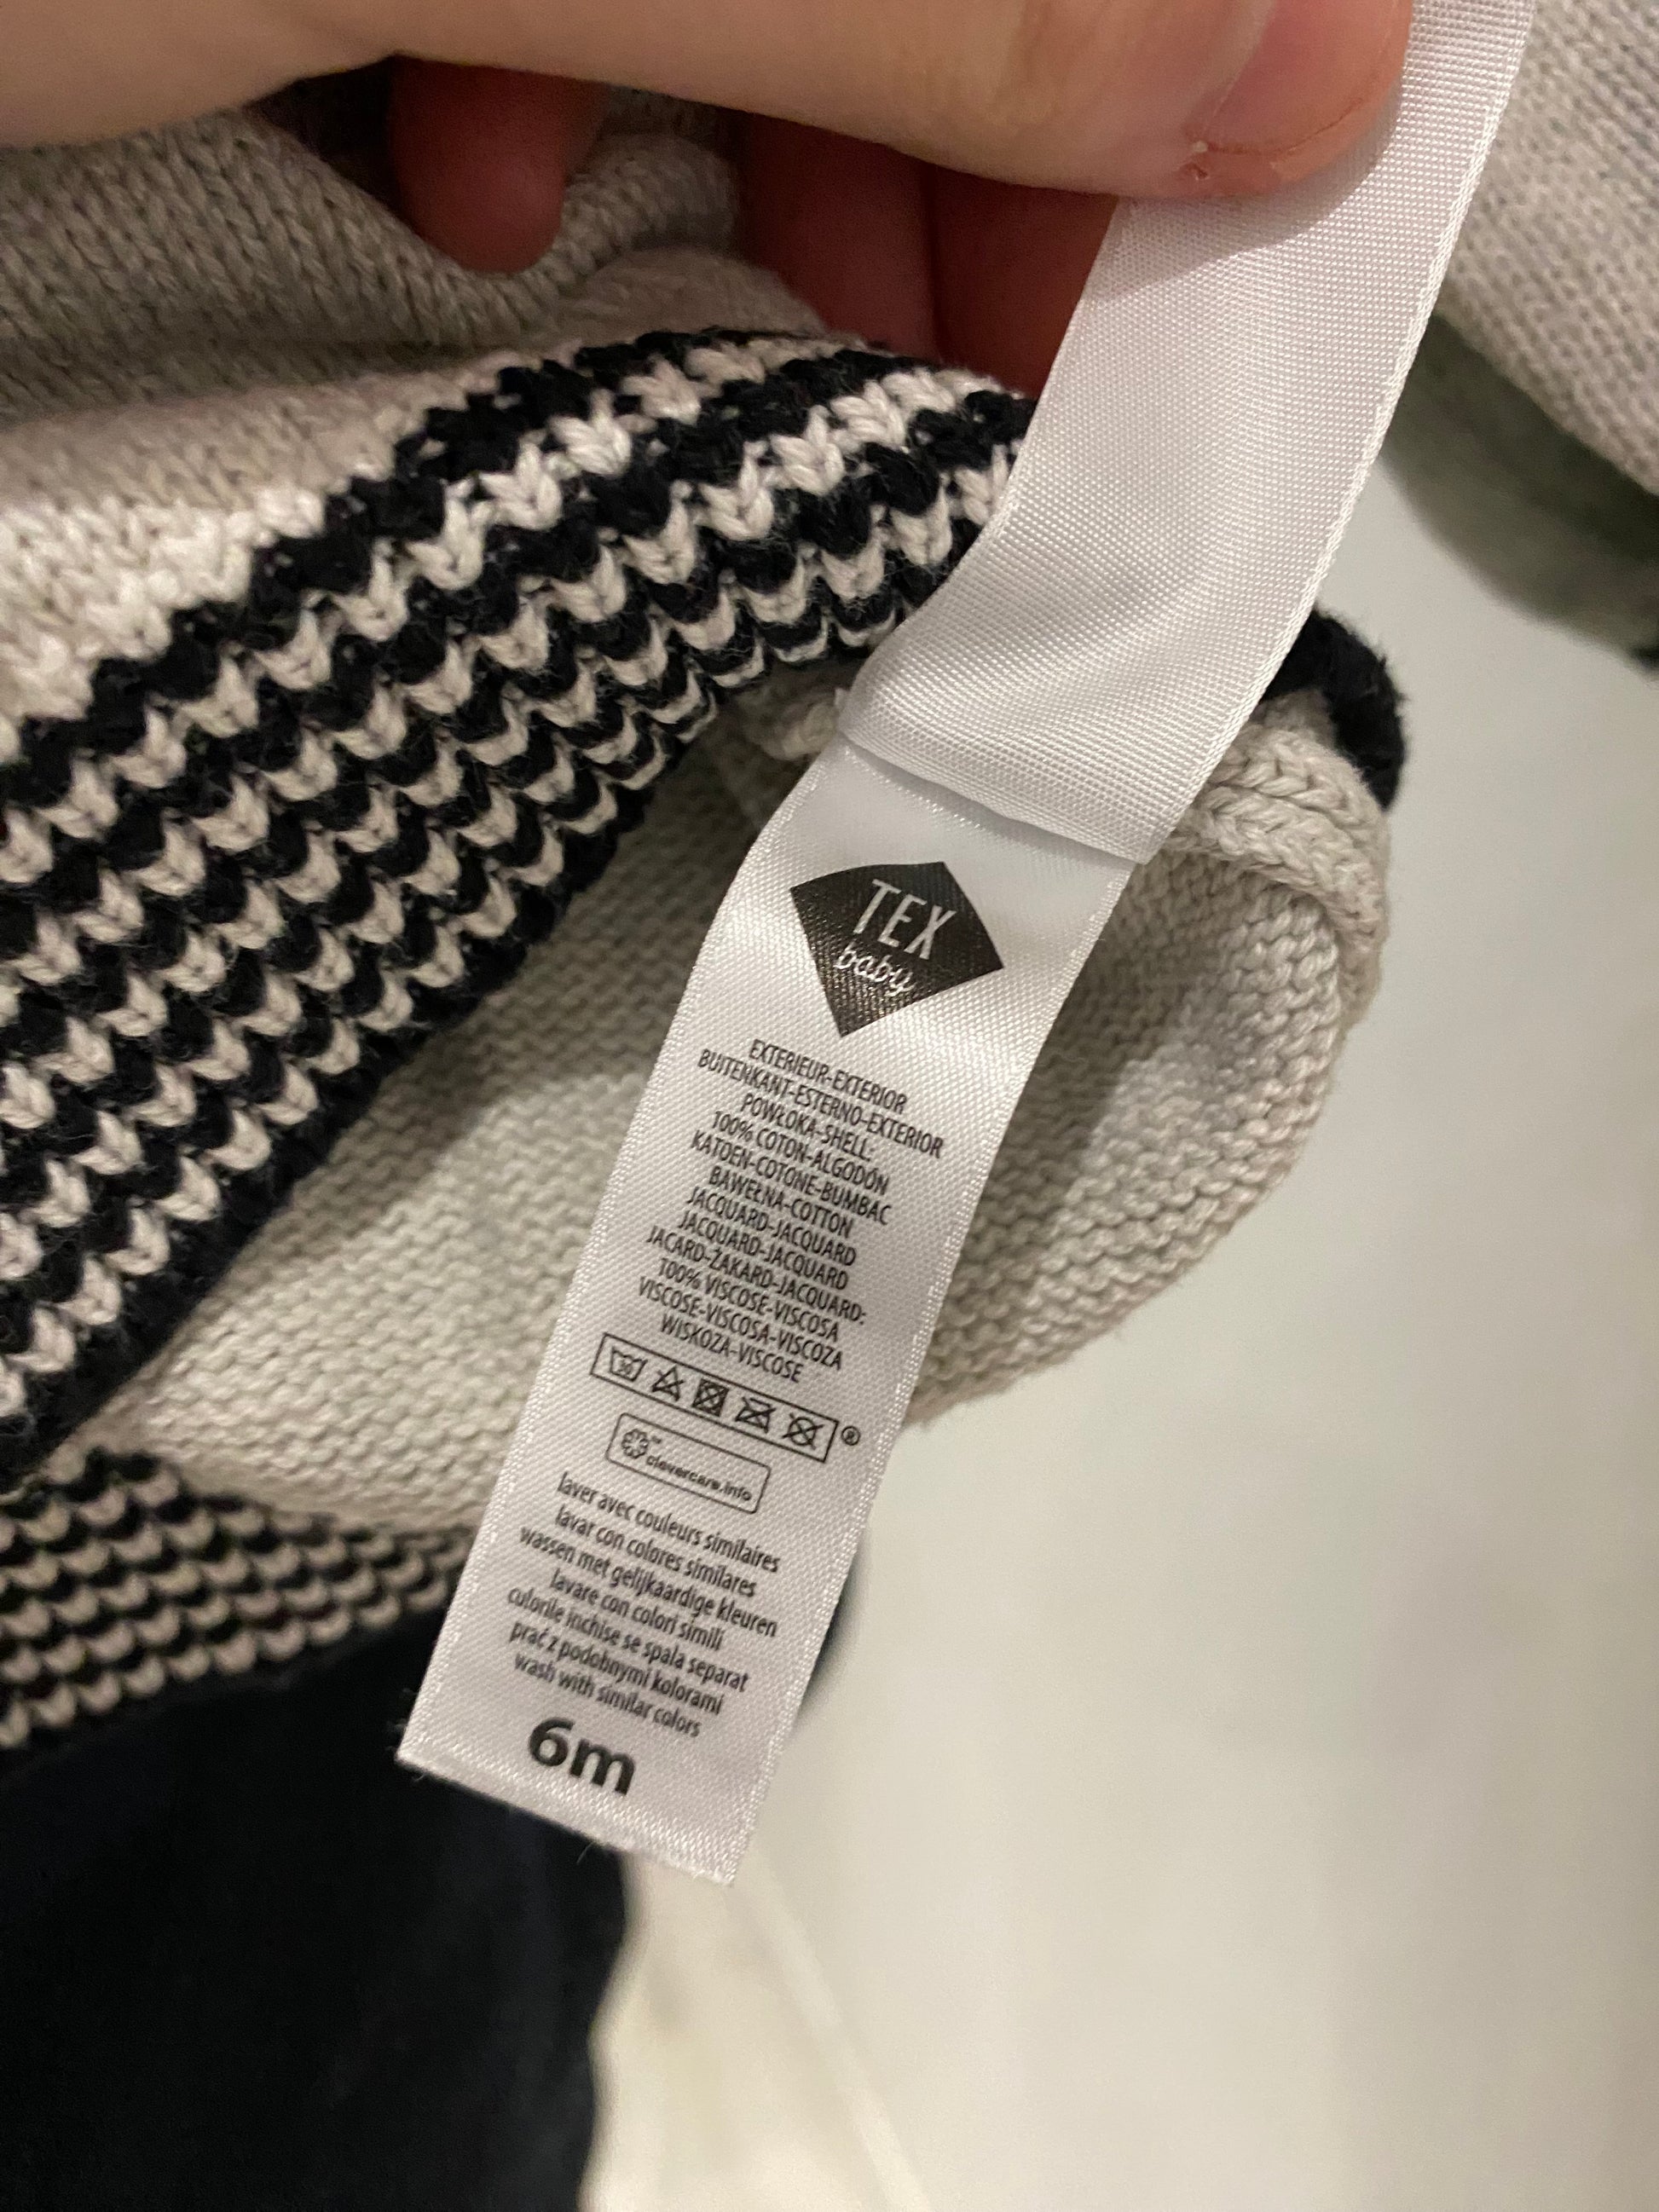 TEX
baby
EXTERIEUR-EXTERIOR
BUITENKANT-ESTERNO-EXTERIOR
POWŁOKA-SHELL:
100% COTON-ALGODÓN
KATOEN-COTONE-BUMBAC
BAWEŁNA-COTTON
JACQUARD-JACQUARD
JACQUARD-JACQUARD
JACARD-ŻAKARD-JACQUARD:
100% VISCOSE-VISCOSA
VISCOSE-VISCOSA-VISCOZA
WISKOZA-VISCOSE
30
®
clevercare.info
laver avec couleurs similaires
lavar con colores similares
wassen met gelijkaardige kleuren
lavare con colori simili
culorile inchise se spala separat
prać z podobnymi kolorami
wash with similar colors
6m